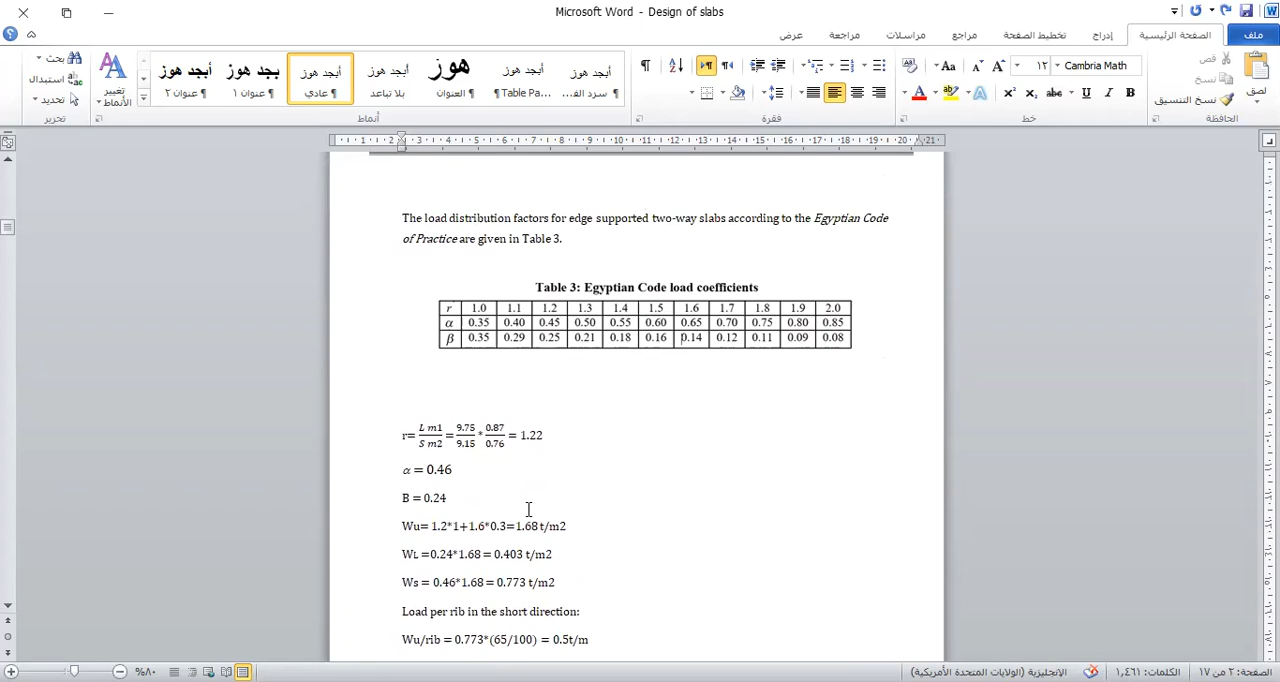 Microsoft Word - Design of slabs
ملف
الصفحة الرئيسية
إدراج
تخطيط الصفحة
مراجع
مراسلات
مراجعة
عرض
لصق
قص
نسخ
نسخ التنسيق
الحافظة
Cambria Math
١٢
خط
فقرة
أبجد هوز
عنوان ٢
بجد هوز
عنوان ١
أبجد هوز
عادي
أبجد هوز
بلا تباعد
هوز
العنوان
أبجد هوز
Table Pa...
أبجد هوز
سرد الف...
أنماط
تغيير الأنماط
بحث
استبدال
تحديد
تحرير
The load distribution factors for edge supported two-way slabs according to the Egyptian Code
of Practice are given in Table 3.
Table 3: Egyptian Code load coefficients
r 1.0 1.1 1.2 1.3 1.4 1.5 1.6 1.7 1.8 1.9 2.0
α 0.35 0.40 0.45 0.50 0.55 0.60 0.65 0.70 0.75 0.80 0.85
β 0.35 0.29 0.25 0.21 0.18 0.16 0.14 0.12 0.11 0.09 0.08
r= L m1 / S m2 = 9.75 / 9.15 * 0.87 / 0.76 = 1.22
α = 0.46
B = 0.24
Wu= 1.2*1+1.6*0.3=1.68 t/m2
WL =0.24*1.68 = 0.403 t/m2
Ws = 0.46*1.68 = 0.773 t/m2
Load per rib in the short direction:
Wu/rib = 0.773*(65/100) = 0.5t/m
الصفحة: ٢ من ١٧
الكلمات: ١,٤٦١
الإنجليزية (الولايات المتحدة الأمريكية)
٪٨٠